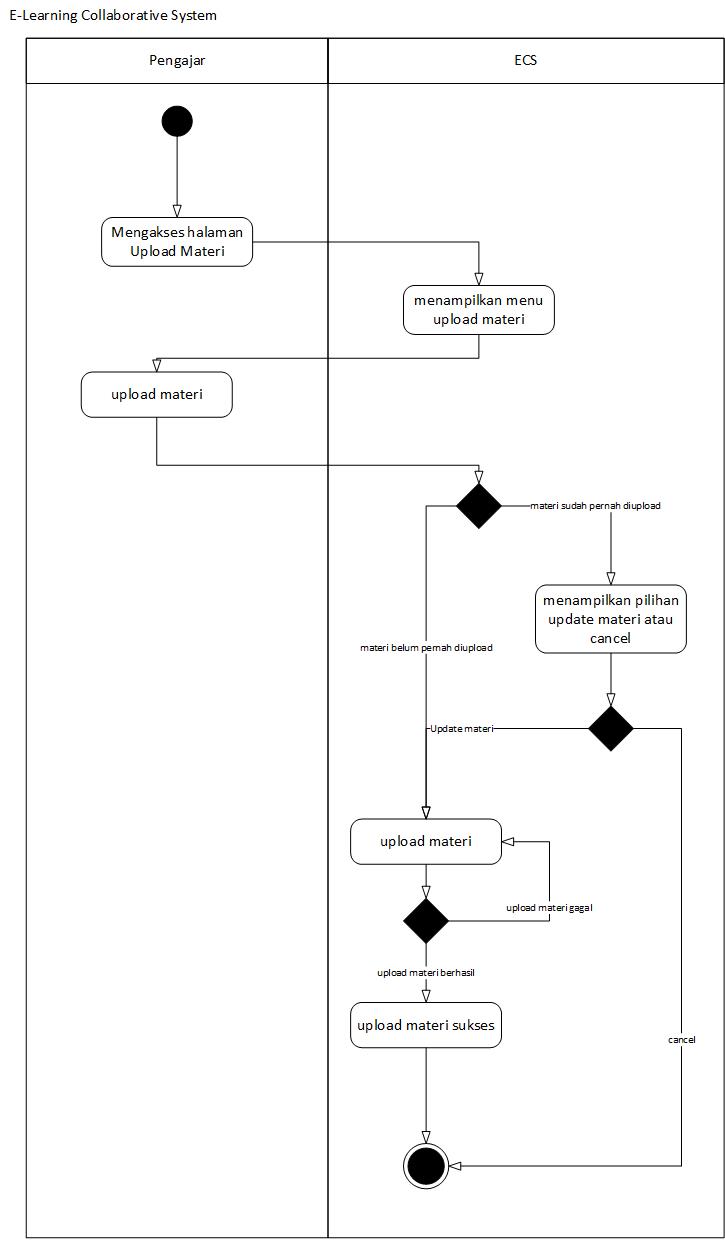 E-Learning Collaborative System
Pengajar
ECS
Mengakses halaman
Upload Materi
menampilkan menu
upload materi
upload materi
materi sudah pernah diupload
menampilkan pilihan
update materi atau
cancel
materi belum pernah diupload
Update materi
upload materi
upload materi gagal
upload materi berhasil
upload materi sukses
cancel